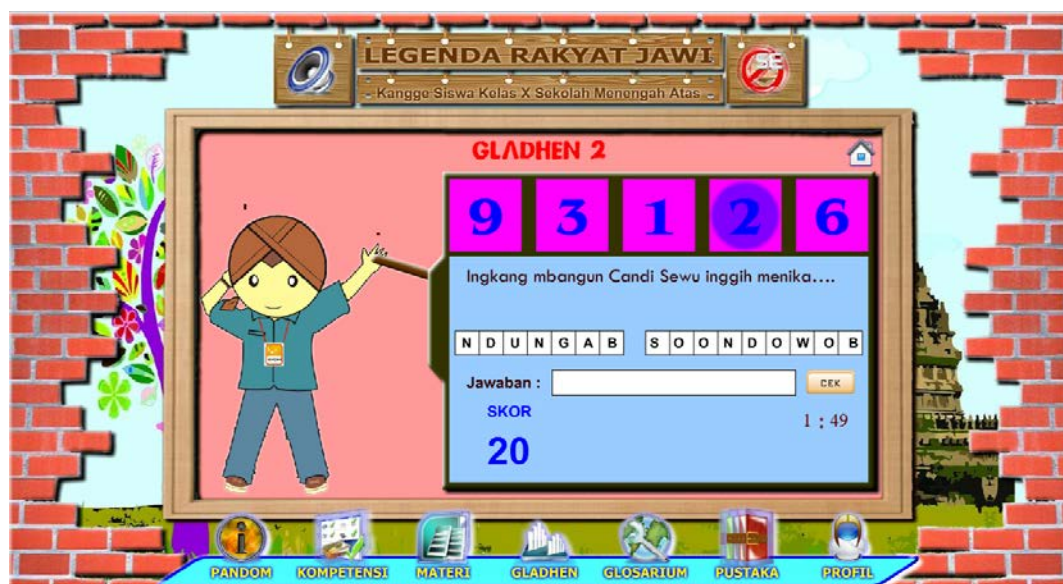 LEGENDA RAKYAT JAWI
Kangge Siswa Kelas X Sekolah Menengah Atas
GLADHEN 2
9 3 1 2 6
Ingkang mbangun Candi Sewu inggih menika....
N D U N G A B S O O N D O W O B
Jawaban :
CEK
SKOR
1 : 49
20
PANDOM KOMPETENSI MATERI GLADHEN GLOSARIUM PUSTAKA PROFIL